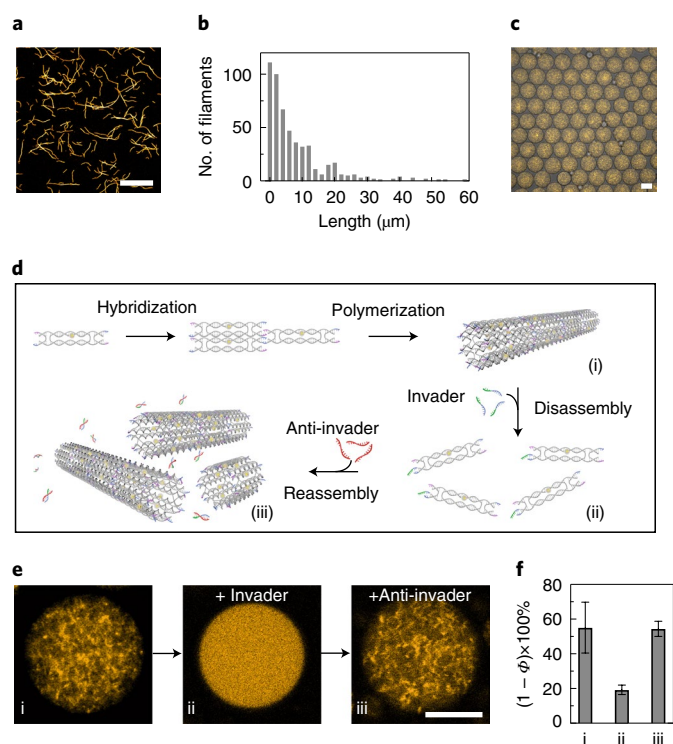 a
b
c
No. of filaments
100
50
0
0 10 20 30 40 50 60
Length (μm)
d
Hybridization
Polymerization
(i)
Invader
Disassembly
Anti-invader
Reassembly
(iii)
(ii)
e
+ Invader
+Anti-invader
i
ii
iii
f
(1 − Φ)×100%
80
60
40
20
0
i ii iii